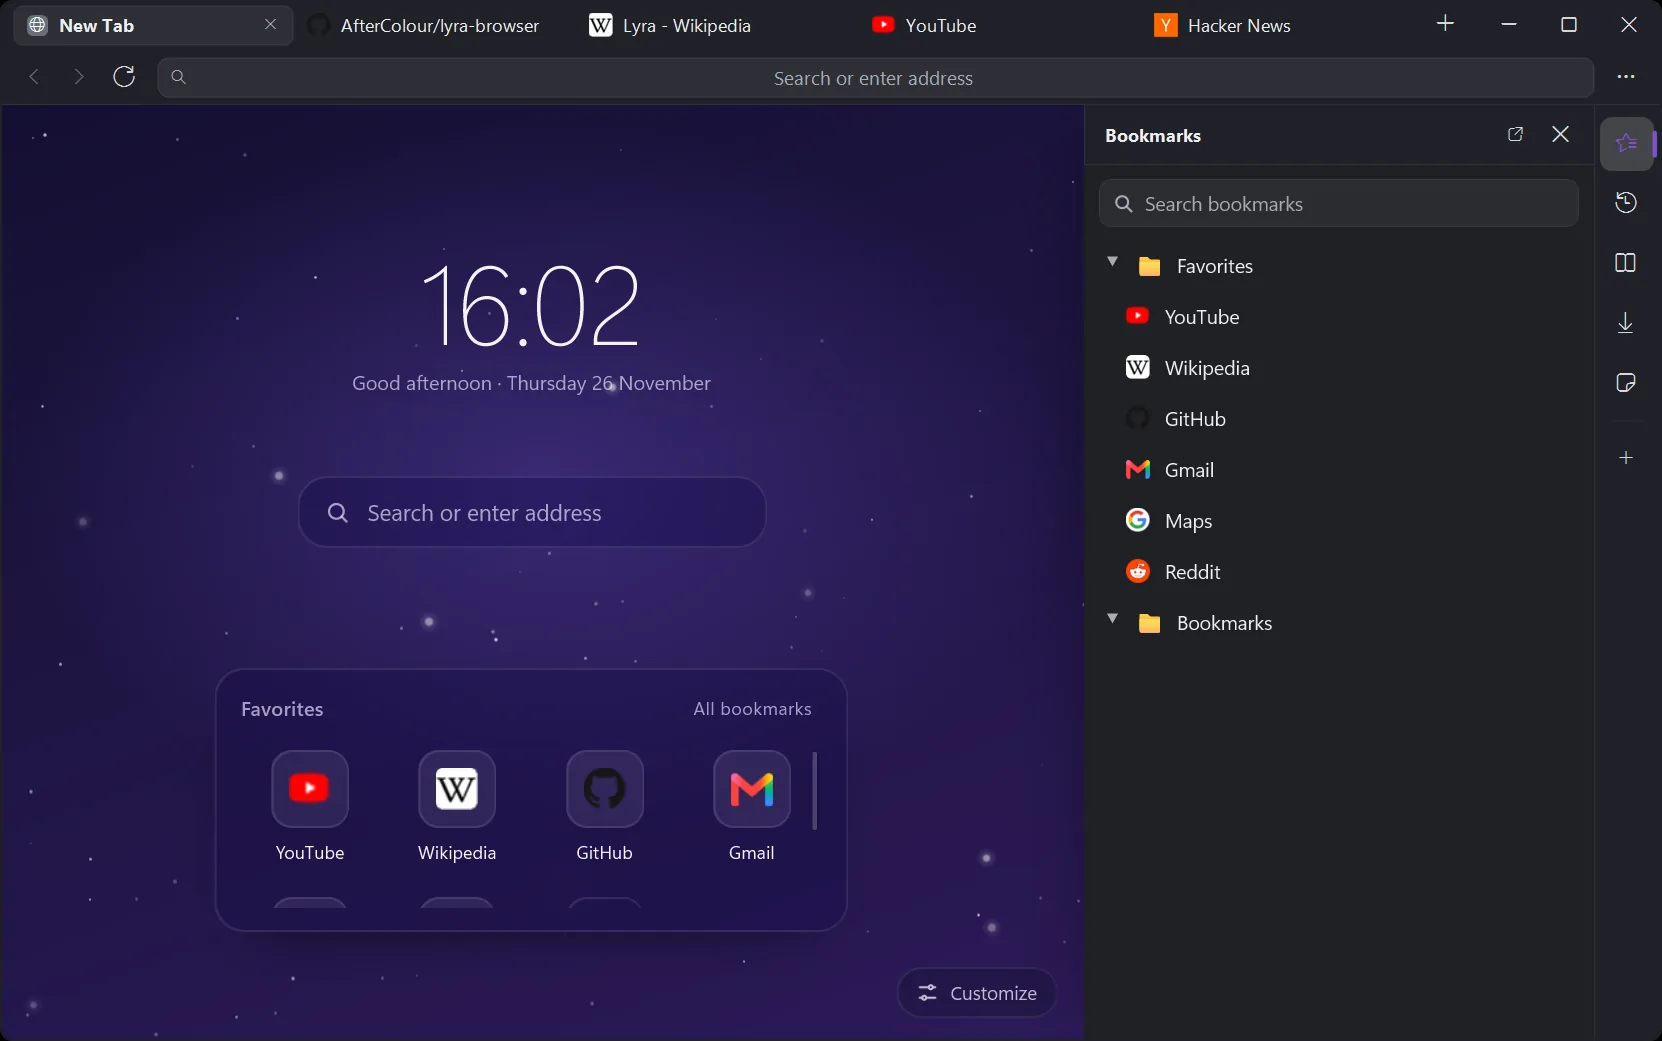 New Tab
AfterColour/lyra-browser
Lyra - Wikipedia
YouTube
Hacker News
Search or enter address
16:02
Good afternoon · Thursday 26 November
Search or enter address
Favorites
All bookmarks
YouTube
Wikipedia
GitHub
Gmail
Customize
Bookmarks
Search bookmarks
Favorites
YouTube
Wikipedia
GitHub
Gmail
Maps
Reddit
Bookmarks